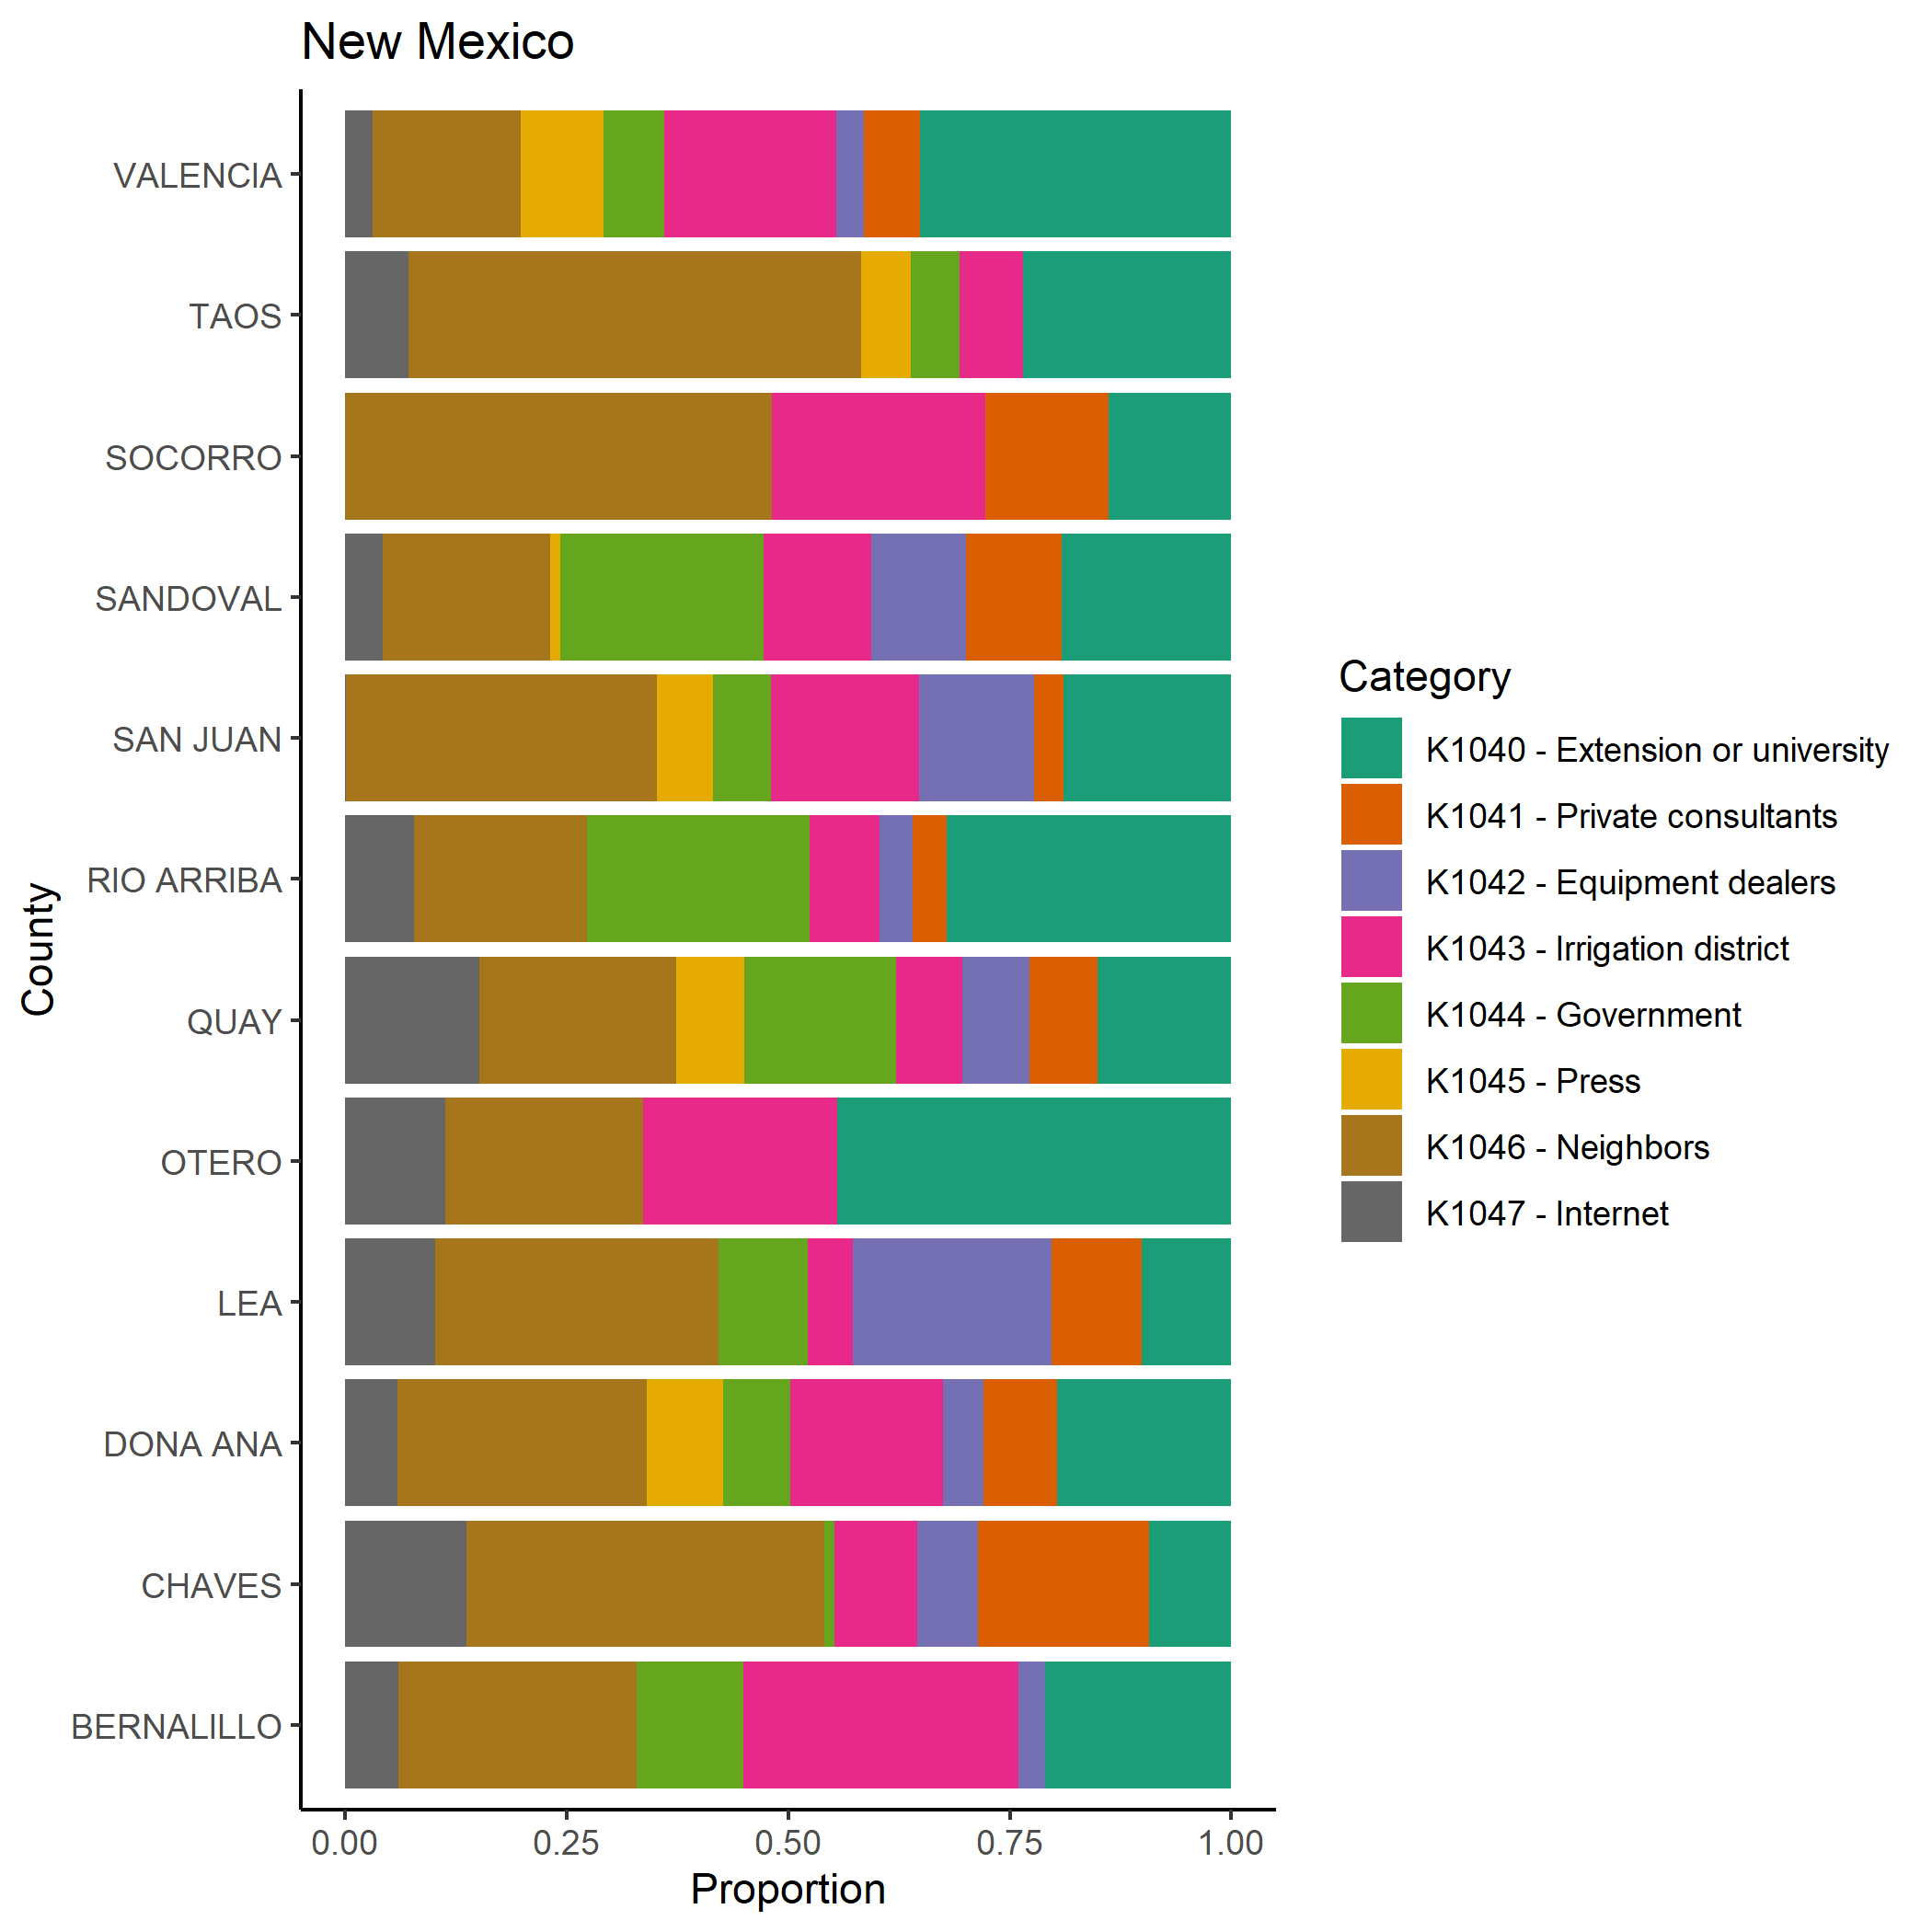 New Mexico
VALENCIA
TAOS
SOCORRO
SANDOVAL
SAN JUAN
RIO ARRIBA
QUAY
OTERO
LEA
DONA ANA
CHAVES
BERNALILLO
County
0.00 0.25 0.50 0.75 1.00
Proportion
Category
K1040 - Extension or university
K1041 - Private consultants
K1042 - Equipment dealers
K1043 - Irrigation district
K1044 - Government
K1045 - Press
K1046 - Neighbors
K1047 - Internet